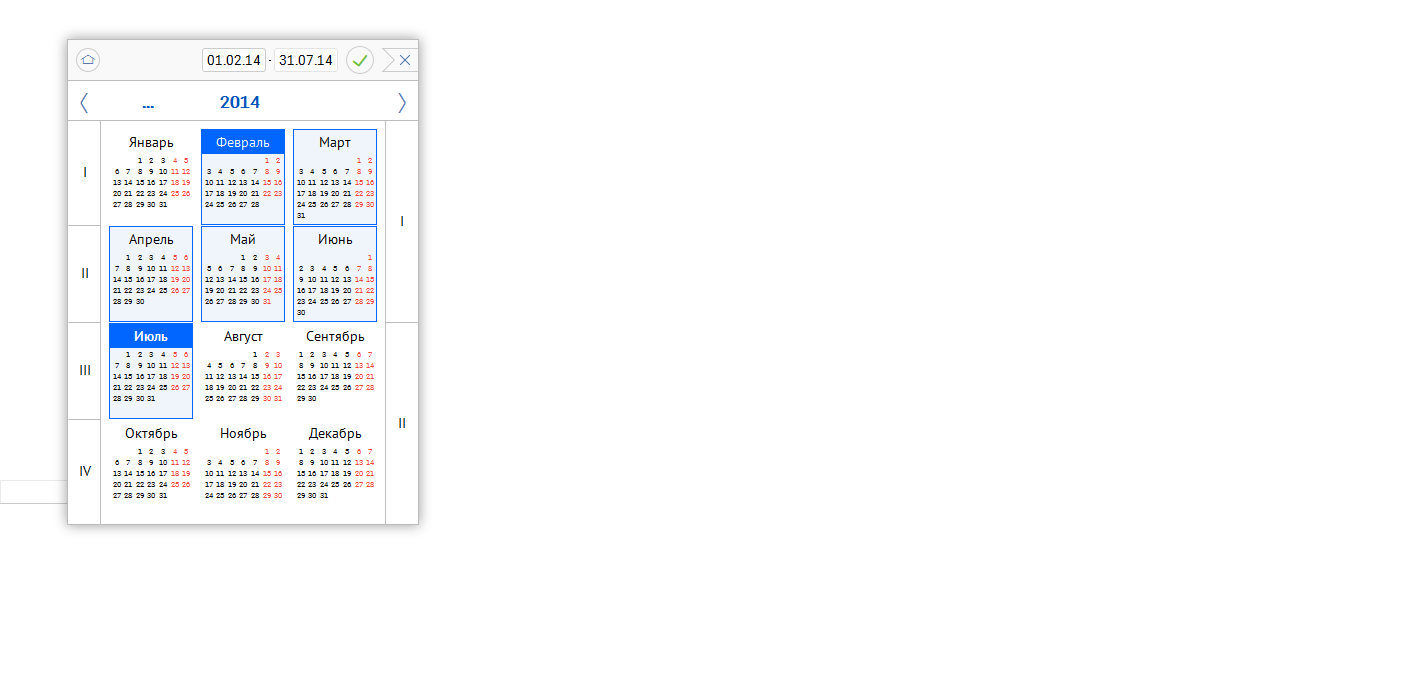 01.02.14 - 31.07.14
... 2014
I
II
III
IV
I
II
Январь
1 2 3 4 5
6 7 8 9 10 11 12
13 14 15 16 17 18 19
20 21 22 23 24 25 26
27 28 29 30 31
Февраль
1 2
3 4 5 6 7 8 9
10 11 12 13 14 15 16
17 18 19 20 21 22 23
24 25 26 27 28
Март
1 2
3 4 5 6 7 8 9
10 11 12 13 14 15 16
17 18 19 20 21 22 23
24 25 26 27 28 29 30
31
Апрель
1 2 3 4 5 6
7 8 9 10 11 12 13
14 15 16 17 18 19 20
21 22 23 24 25 26 27
28 29 30
Май
1 2 3 4
5 6 7 8 9 10 11
12 13 14 15 16 17 18
19 20 21 22 23 24 25
26 27 28 29 30 31
Июнь
1
2 3 4 5 6 7 8
9 10 11 12 13 14 15
16 17 18 19 20 21 22
23 24 25 26 27 28 29
30
Июль
1 2 3 4 5 6
7 8 9 10 11 12 13
14 15 16 17 18 19 20
21 22 23 24 25 26 27
28 29 30 31
Август
1 2 3
4 5 6 7 8 9 10
11 12 13 14 15 16 17
18 19 20 21 22 23 24
25 26 27 28 29 30 31
Сентябрь
1 2 3 4 5 6 7
8 9 10 11 12 13 14
15 16 17 18 19 20 21
22 23 24 25 26 27 28
29 30
Октябрь
1 2 3 4 5
6 7 8 9 10 11 12
13 14 15 16 17 18 19
20 21 22 23 24 25 26
27 28 29 30 31
Ноябрь
1 2
3 4 5 6 7 8 9
10 11 12 13 14 15 16
17 18 19 20 21 22 23
24 25 26 27 28 29 30
Декабрь
1 2 3 4 5 6 7
8 9 10 11 12 13 14
15 16 17 18 19 20 21
22 23 24 25 26 27 28
29 30 31